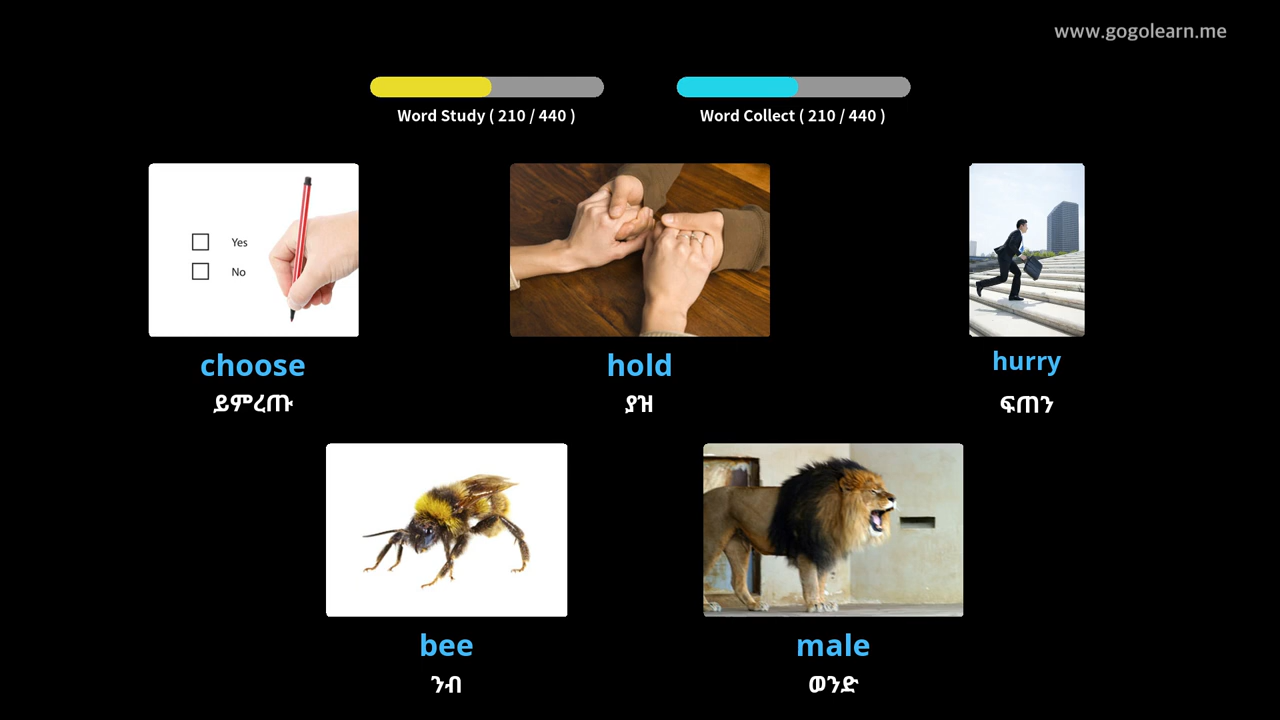 www.gogolearn.me
Word Study ( 210 / 440 )
Word Collect ( 210 / 440 )
Yes
No
choose
ይምረጡ
hold
ያዝ
hurry
ፍጠን
bee
ንብ
male
ወንድ